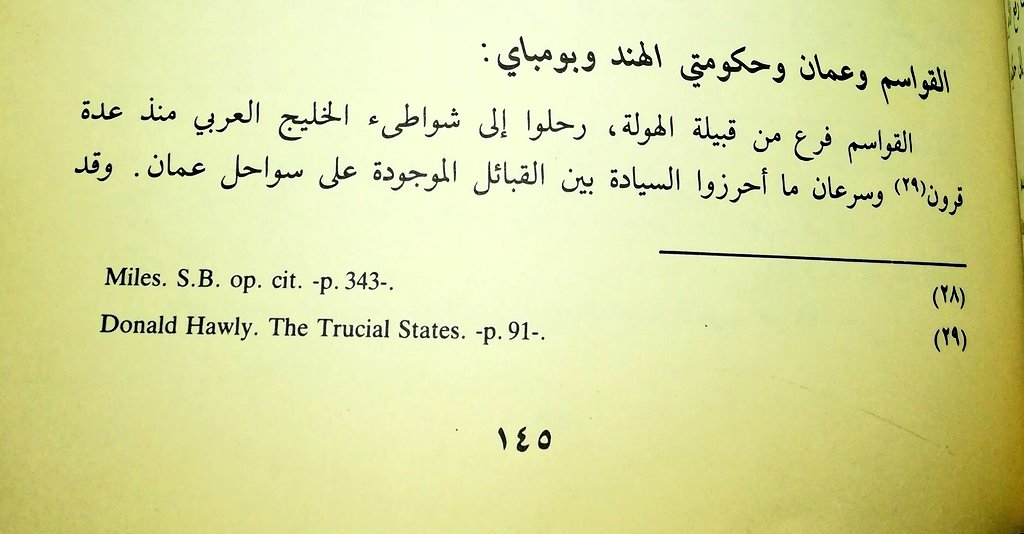 القواسم وعمان وحكومتي الهند وبومباي :
القواسم فرع من قبيلة الهولة، رحلوا إلى شواطىء الخليج العربي منذ عدة
قرون(٢٩) وسرعان ما أحرزوا السيادة بين القبائل الموجودة على سواحل عمان. وقد
(٢٨) Miles. S.B. op. cit. -p. 343-.
(٢٩) Donald Hawly. The Trucial States. -p. 91-.
١٤٥